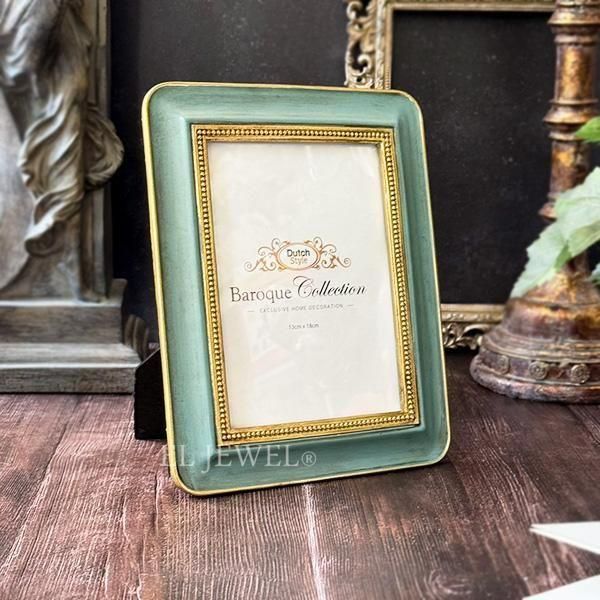 Dutch
Style
Baroque Collection
EXCLUSIVE HOME DECORATION
13cm x 18cm
EL JEWEL®